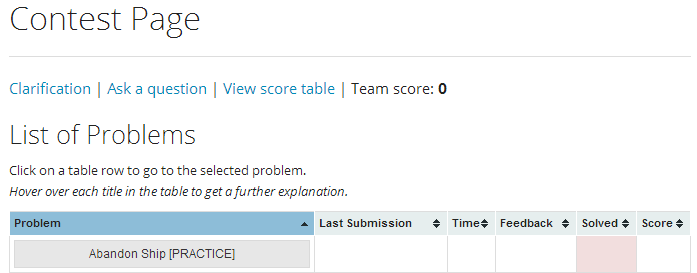 Contest Page
Clarification | Ask a question | View score table | Team score: 0
List of Problems
Click on a table row to go to the selected problem.
Hover over each title in the table to get a further explanation.
Problem Last Submission Time Feedback Solved Score
Abandon Ship [PRACTICE]